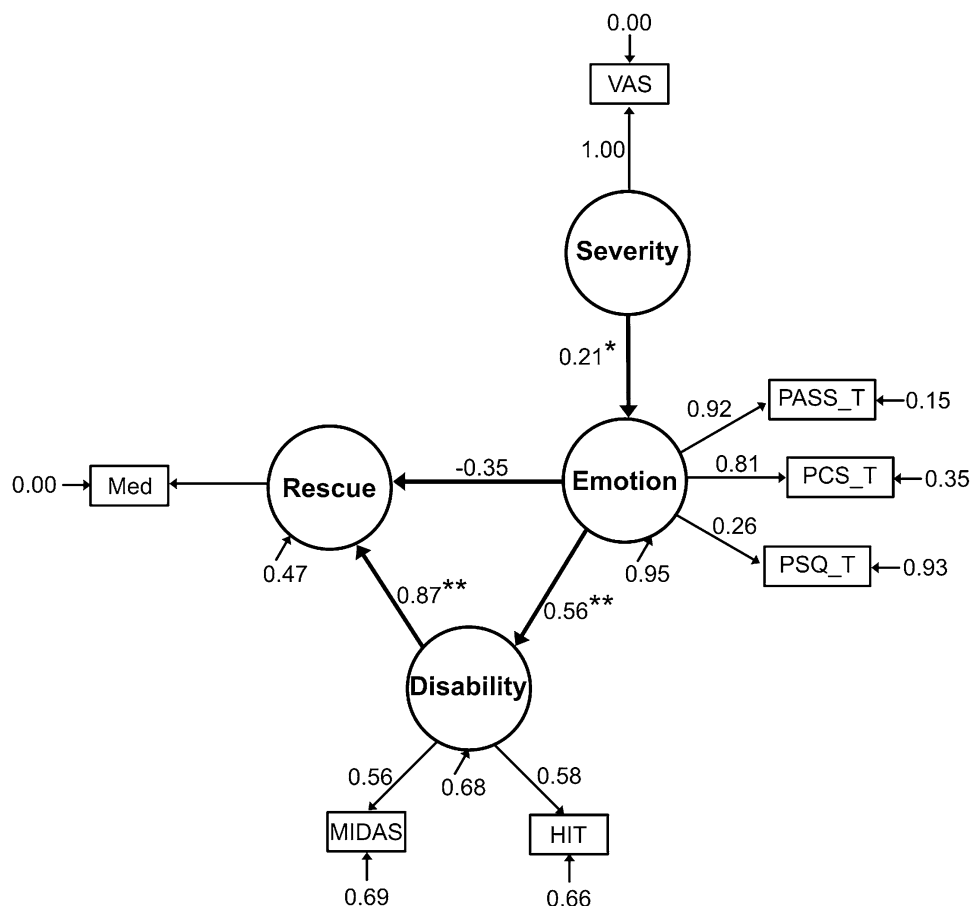 0.00
VAS
1.00
Severity
0.21*
PASS_T
0.15
0.92
-0.35
Emotion
0.81
PCS_T
0.35
0.00
Med
Rescue
0.26
0.47
0.95
PSQ_T
0.93
0.87**
0.56**
Disability
0.56
0.68
0.58
MIDAS
HIT
0.69
0.66